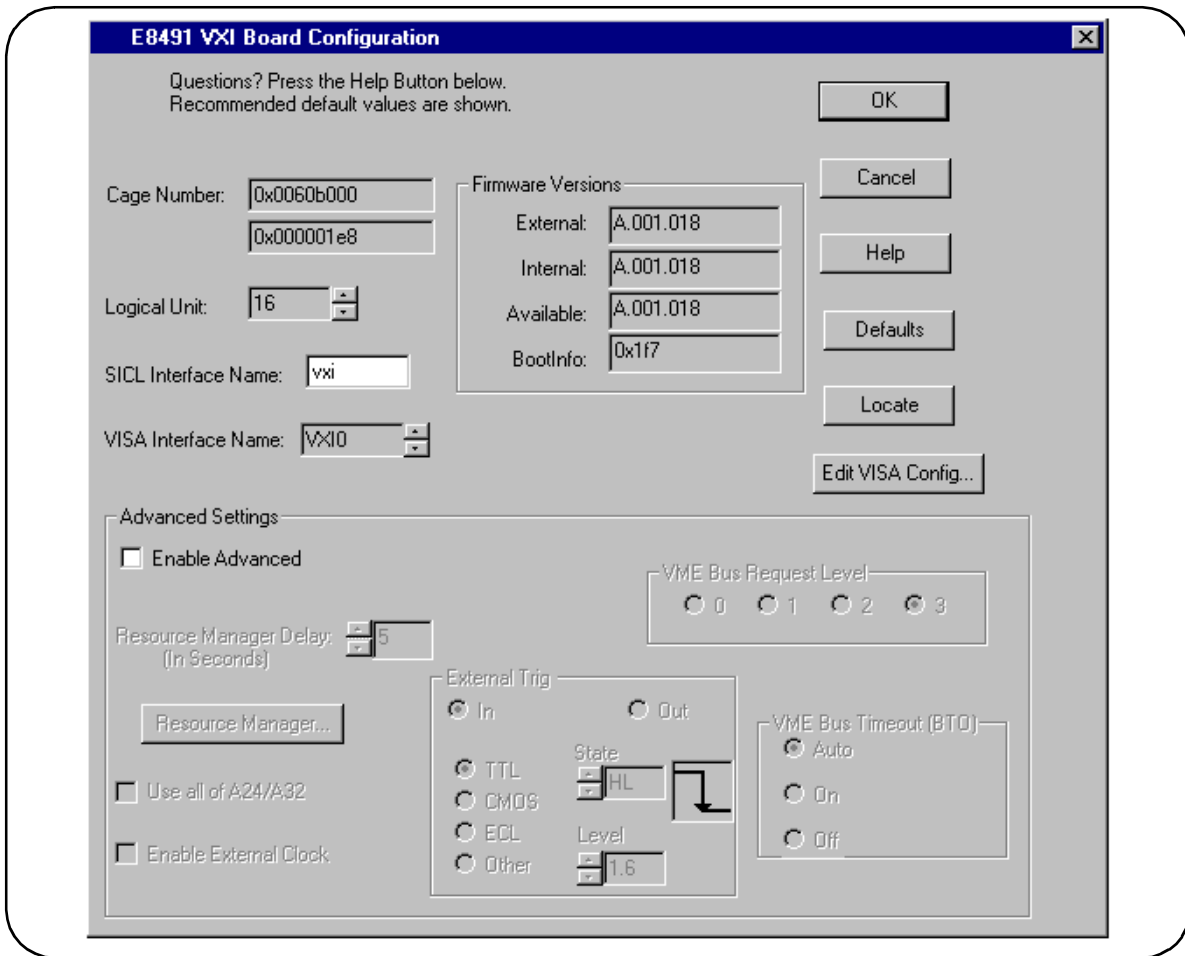 E8491 VXI Board Configuration
Questions? Press the Help Button below.
Recommended default values are shown.
OK
Cancel
Help
Defaults
Locate
Edit VISA Config...
Cage Number: 0x0060b000
0x000001e8
Logical Unit: 16
SICL Interface Name: vxi
VISA Interface Name: VXI0
Firmware Versions
External: A.001.018
Internal: A.001.018
Available: A.001.018
BootInfo: 0x1f7
Advanced Settings
Enable Advanced
VME Bus Request Level
0 1 2 3
Resource Manager Delay: 5
(In Seconds)
Resource Manager...
Use all of A24/A32
Enable External Clock
External Trig
In Out
TTL
CMOS
ECL
Other
State
HL
Level
1.6
VME Bus Timeout (BTO)
Auto
On
Off